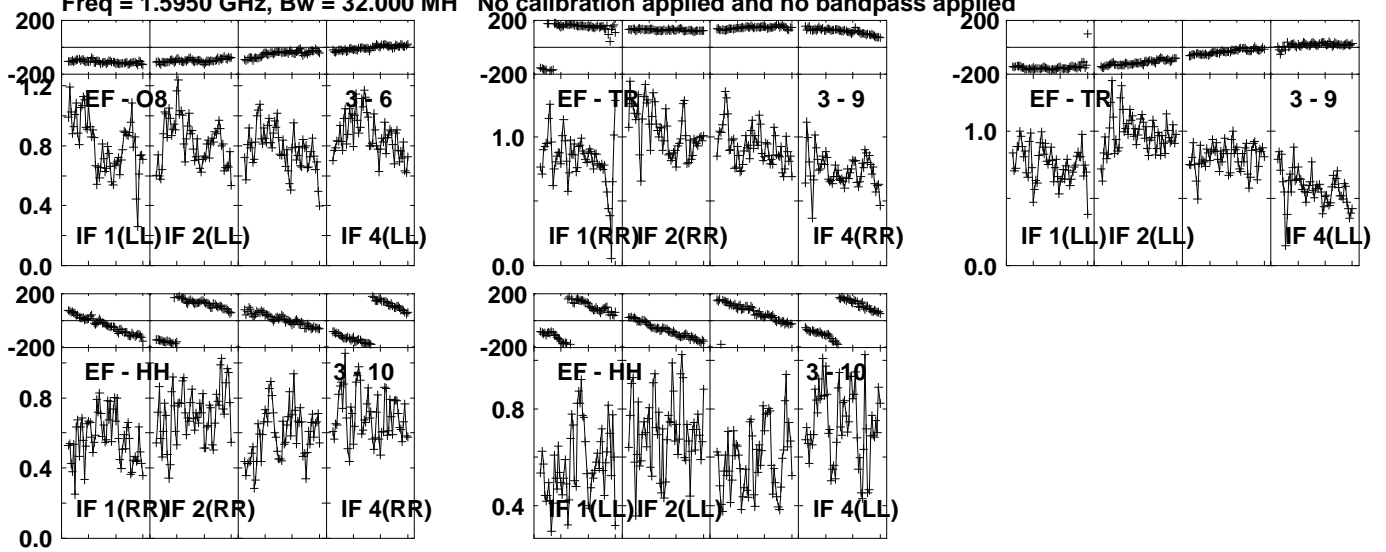 Freq = 1.5950 GHz, Bw = 32.000 MH No calibration applied and no bandpass applied
200
-200
1.2
0.8
0.4
0.0
EF - O8 3 - 6
IF 1(LL) IF 2(LL) IF 4(LL)
200
-200
1.0
0.0
EF - TR 3 - 9
IF 1(RR) IF 2(RR) IF 4(RR)
200
-200
1.0
0.0
EF - TR 3 - 9
IF 1(LL) IF 2(LL) IF 4(LL)
200
-200
0.8
0.4
0.0
EF - HH 3 - 10
IF 1(RR) IF 2(RR) IF 4(RR)
200
-200
0.8
0.4
EF - HH 3 - 10
IF 1(LL) IF 2(LL) IF 4(LL)